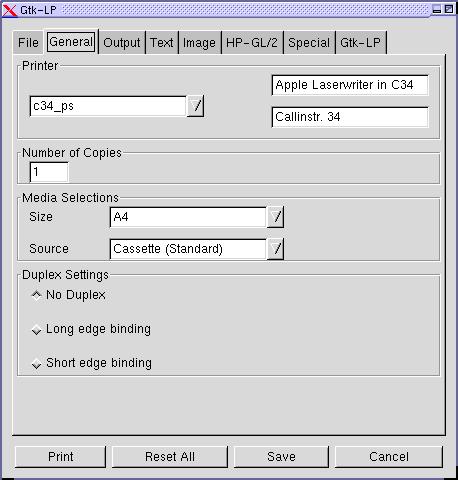 Gtk-LP
File General Output Text Image HP-GL/2 Special Gtk-LP
Printer
Apple Laserwriter in C34
c34_ps
Callinstr. 34
Number of Copies
1
Media Selections
Size A4
Source Cassette (Standard)
Duplex Settings
No Duplex
Long edge binding
Short edge binding
Print Reset All Save Cancel